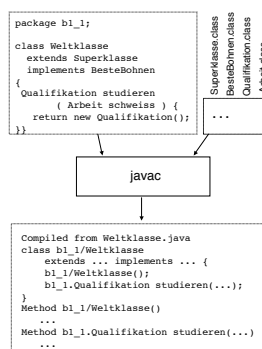 package b1_1;
class Weltklasse
extends Superklasse
implements BesteBohnen
{
Qualifikation studieren
( Arbeit schweiss ) {
return new Qualifikation();
}}
Superklasse.class
BesteBohnen.class
Qualifikation.class
...
javac
Compiled from Weltklasse.java
class b1_1/Weltklasse
extends ... implements ... {
b1_1/Weltklasse();
b1_1.Qualifikation studieren(...);
}
Method b1_1/Weltklasse()
...
Method b1_1.Qualifikation studieren(...)
...